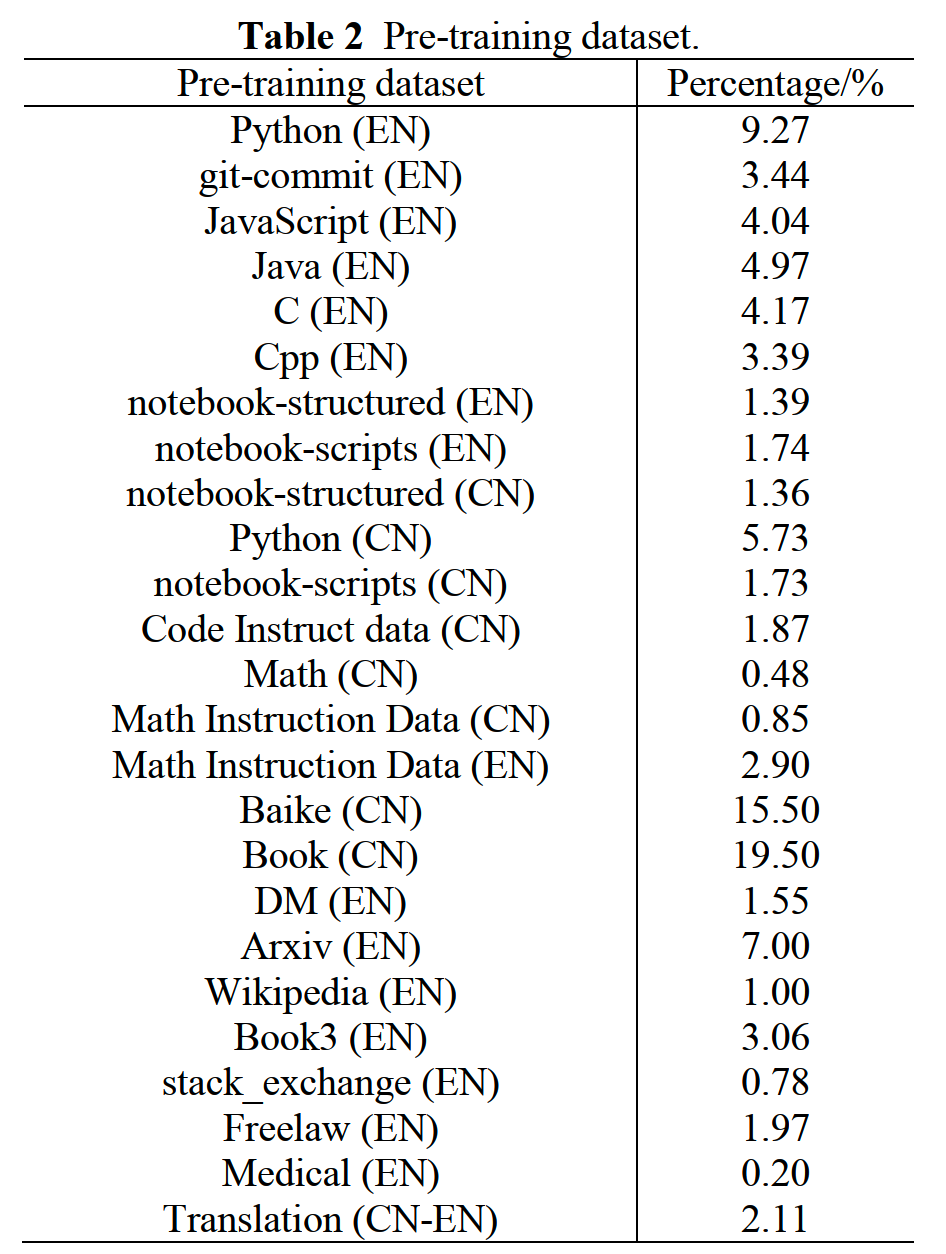 Table 2 Pre-training dataset.
Pre-training dataset Percentage/%
Python (EN) 9.27
git-commit (EN) 3.44
JavaScript (EN) 4.04
Java (EN) 4.97
C (EN) 4.17
Cpp (EN) 3.39
notebook-structured (EN) 1.39
notebook-scripts (EN) 1.74
notebook-structured (CN) 1.36
Python (CN) 5.73
notebook-scripts (CN) 1.73
Code Instruct data (CN) 1.87
Math (CN) 0.48
Math Instruction Data (CN) 0.85
Math Instruction Data (EN) 2.90
Baike (CN) 15.50
Book (CN) 19.50
DM (EN) 1.55
Arxiv (EN) 7.00
Wikipedia (EN) 1.00
Book3 (EN) 3.06
stack_exchange (EN) 0.78
Freelaw (EN) 1.97
Medical (EN) 0.20
Translation (CN-EN) 2.11